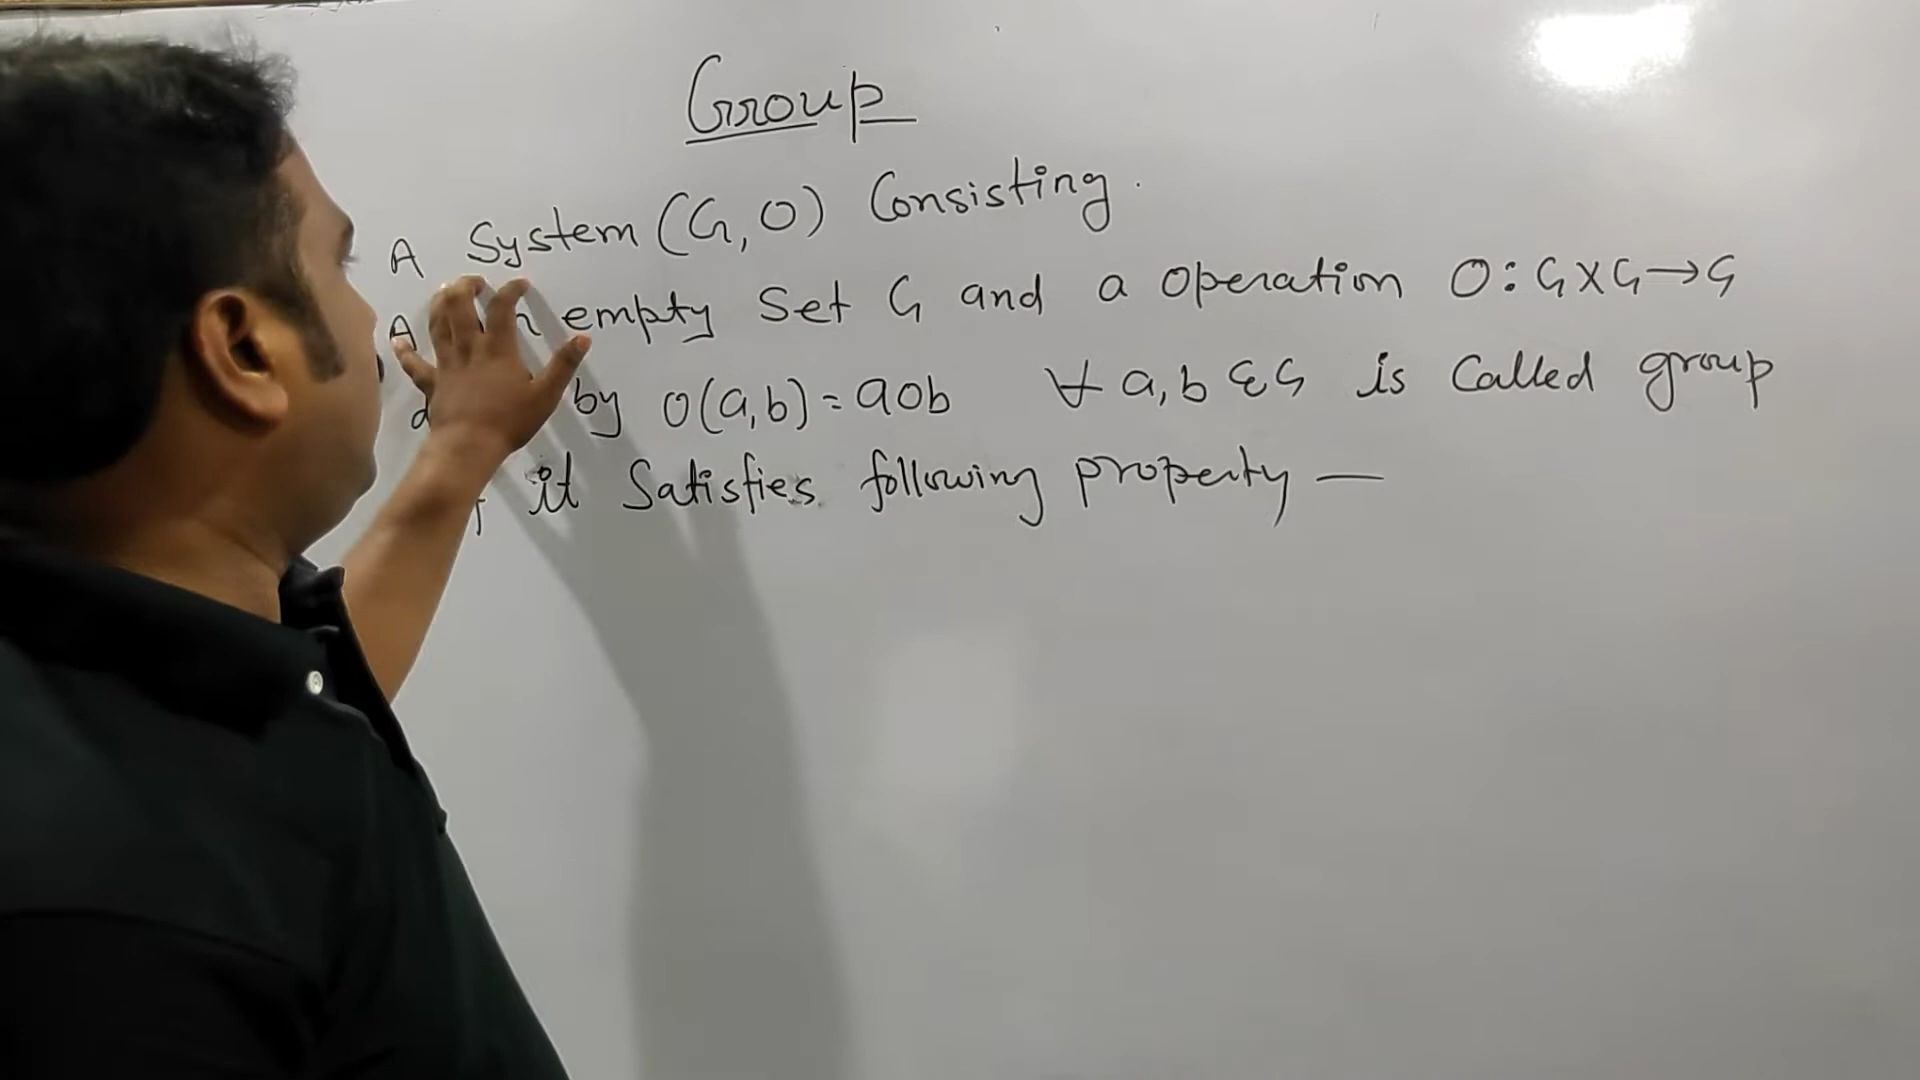 Group
A System (G, O) Consisting.
A empty Set G and a operation O : G X G → G
by O(a,b) = aob ∀ a, b ∈ G is Called group
it Satisfies following property —